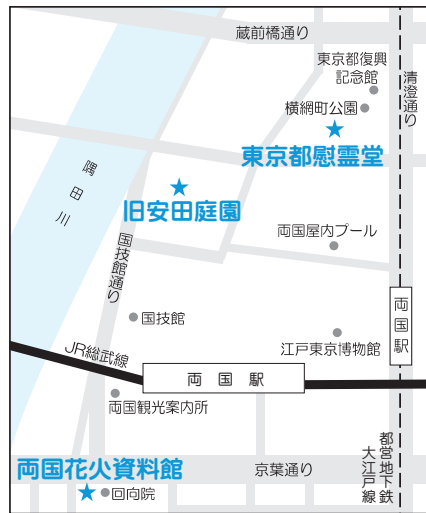 蔵前橋通り
東京都復興
記念館
清澄通り
横網町公園
東京都慰霊堂
隅田川
旧安田庭園
国技館通り
両国屋内プール
国技館
両国駅
江戸東京博物館
JR総武線
両国駅
両国観光案内所
都営地下鉄
大江戸線
両国花火資料館
京葉通り
回向院